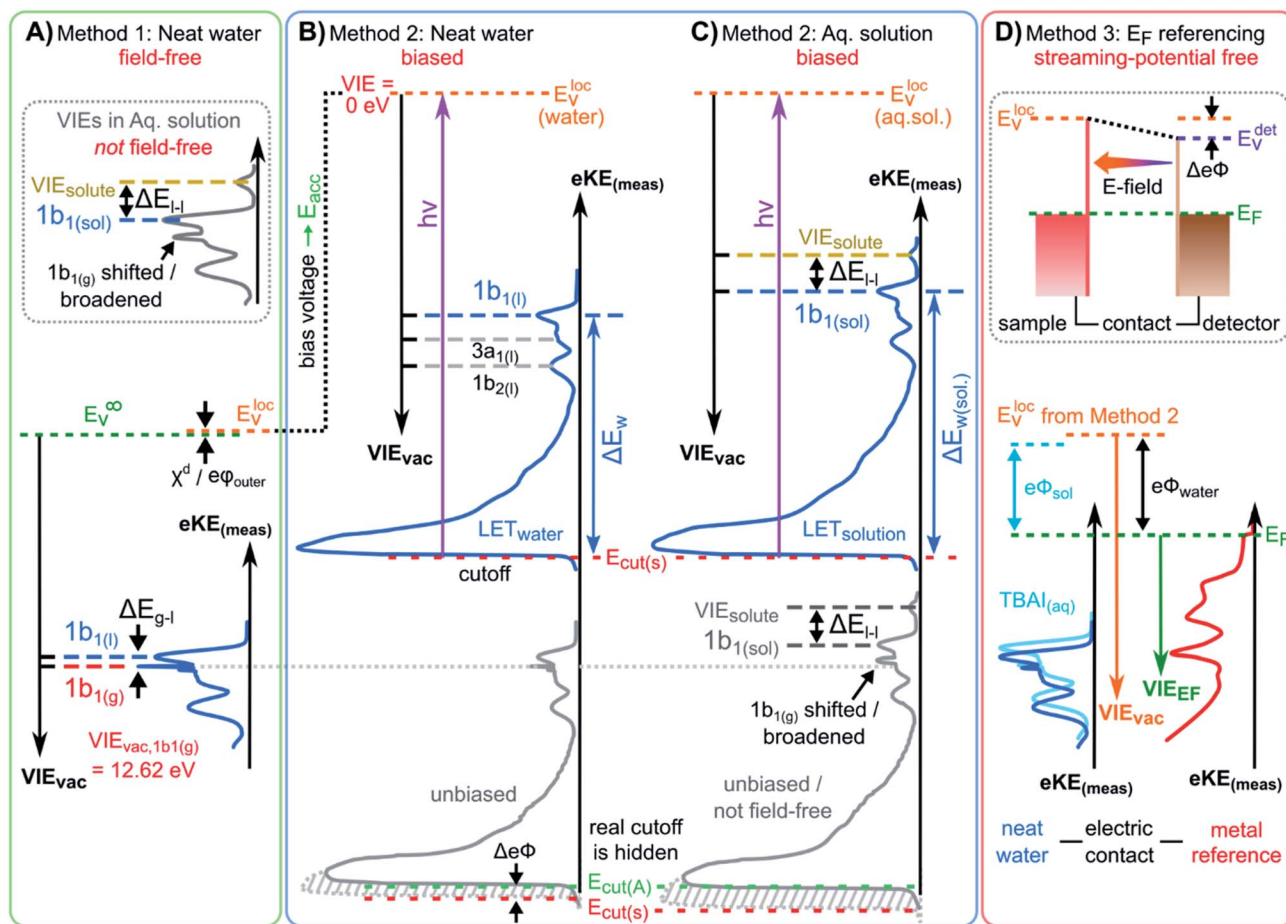 A) Method 1: Neat water
field-free
VIEs in Aq. solution
not field-free
VIEsolute
ΔEl-l
1b1(sol)
1b1(g) shifted /
broadened
Ev∞
Evloc
χd / eφouter
eKE(meas)
ΔEg-l
1b1(l)
1b1(g)
VIEvac,1b1(g)
= 12.62 eV
VIEvac
B) Method 2: Neat water
biased
VIE =
0 eV
Evloc
(water)
bias voltage → Eacc
hν
eKE(meas)
1b1(l)
3a1(l)
1b2(l)
VIEvac
ΔEw
LETwater
cutoff
Ecut(s)
unbiased
real cutoff
is hidden
ΔeΦ
Ecut(A)
Ecut(s)
C) Method 2: Aq. solution
biased
Evloc
(aq.sol.)
hν
eKE(meas)
VIEsolute
ΔEl-l
1b1(sol)
VIEvac
ΔEw(sol.)
LETsolution
VIEsolute
1b1(sol)
ΔEl-l
1b1(g) shifted /
broadened
unbiased /
not field-free
D) Method 3: EF referencing
streaming-potential free
Evloc
Evdet
ΔeΦ
E-field
EF
sample
contact
detector
Evloc from Method 2
eΦsol
eΦwater
EF
TBAI(aq)
VIEEF
VIEvac
eKE(meas)
eKE(meas)
neat
water
electric
contact
metal
reference